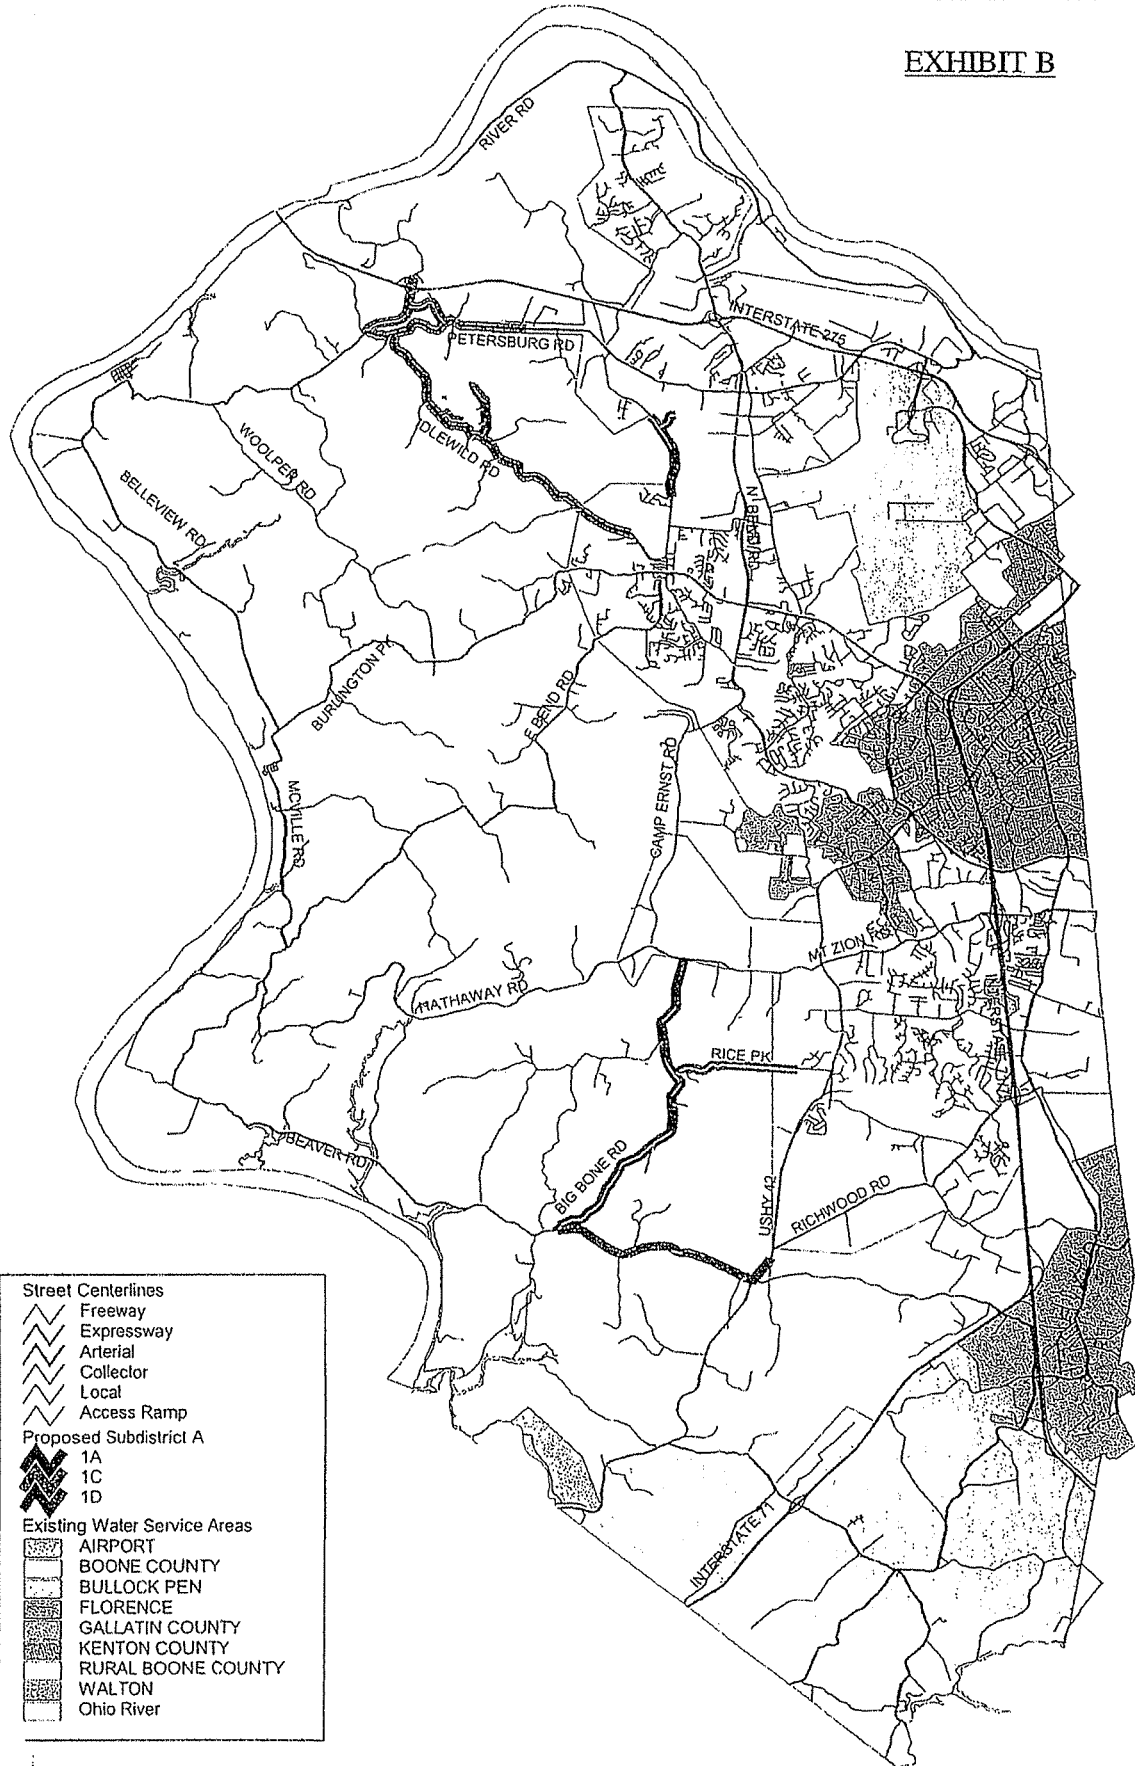 EXHIBIT B
RIVER RD
INTERSTATE 275
PETERSBURG RD
IDLEWILD RD
WOOLPER RD
BELLEVIEW RD
N BEND RD
BURLINGTON PK
E BEND RD
CAMP ERNST RD
MCVILLE RD
MT ZION RD
HATHAWAY RD
INTERSTATE
RICE PK
BEAVER RD
BIG BONE RD
USHY 42
RICHWOOD RD
INTERSTATE 71
Street Centerlines
Freeway
Expressway
Arterial
Collector
Local
Access Ramp
Proposed Subdistrict A
1A
1C
1D
Existing Water Service Areas
AIRPORT
BOONE COUNTY
BULLOCK PEN
FLORENCE
GALLATIN COUNTY
KENTON COUNTY
RURAL BOONE COUNTY
WALTON
Ohio River